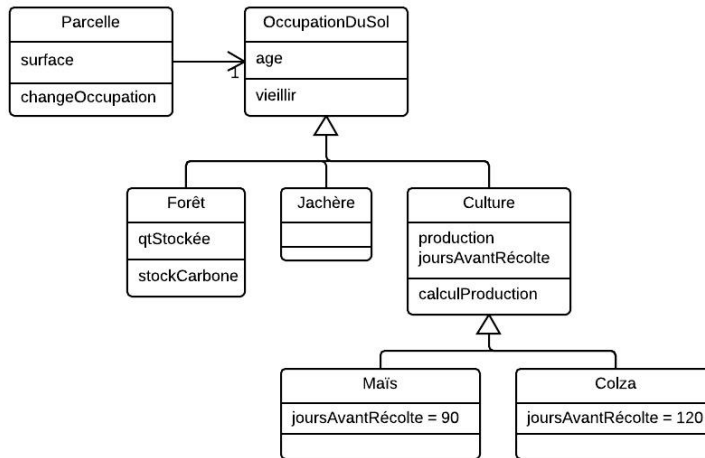 Parcelle
surface
changeOccupation
1
OccupationDuSol
age
vieillir
Forêt
qtStockée
stockCarbone
Jachère
Culture
production
joursAvantRécolte
calculProduction
Maïs
joursAvantRécolte = 90
Colza
joursAvantRécolte = 120